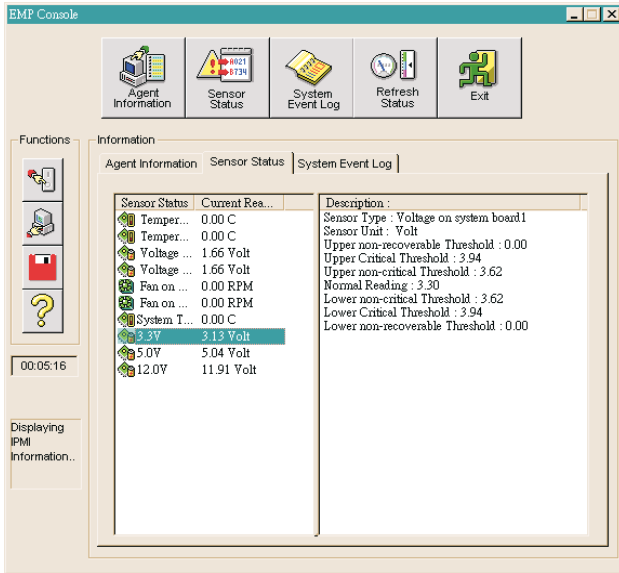 EMP Console
Agent
Information
Sensor
Status
A021
B734
System
Event Log
Refresh
Status
Exit
Functions
00:05:16
Displaying
IPMI
Information..
Information
Agent Information
Sensor Status
System Event Log
Sensor Status Current Rea...
Temper... 0.00 C
Temper... 0.00 C
Voltage ... 1.66 Volt
Voltage ... 1.66 Volt
Fan on ... 0.00 RPM
Fan on ... 0.00 RPM
System T... 0.00 C
3.3V 3.13 Volt
5.0V 5.04 Volt
12.0V 11.91 Volt
Description :
Sensor Type : Voltage on system board1
Sensor Unit : Volt
Upper non-recoverable Threshold : 0.00
Upper Critical Threshold : 3.94
Upper non-critical Threshold : 3.62
Normal Reading : 3.30
Lower non-critical Threshold : 3.62
Lower Critical Threshold : 3.94
Lower non-recoverable Threshold : 0.00